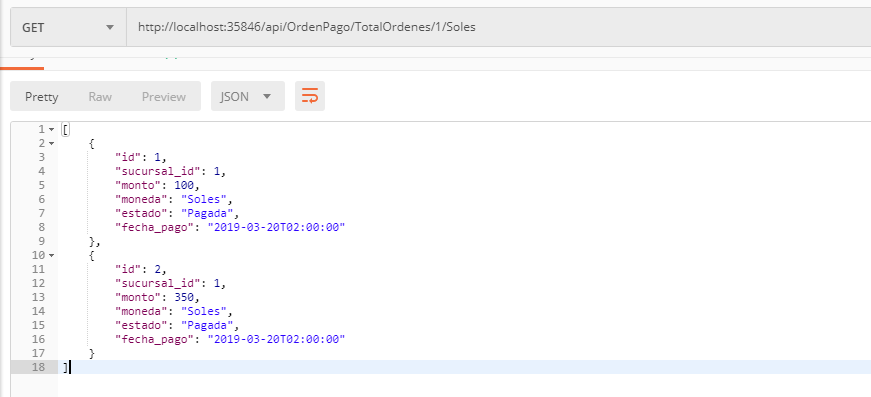 GET http://localhost:35846/api/OrdenPago/TotalOrdenes/1/Soles
Pretty Raw Preview JSON
1 [
2 {
3 "id": 1,
4 "sucursal_id": 1,
5 "monto": 100,
6 "moneda": "Soles",
7 "estado": "Pagada",
8 "fecha_pago": "2019-03-20T02:00:00"
9 },
10 {
11 "id": 2,
12 "sucursal_id": 1,
13 "monto": 350,
14 "moneda": "Soles",
15 "estado": "Pagada",
16 "fecha_pago": "2019-03-20T02:00:00"
17 }
18 ]